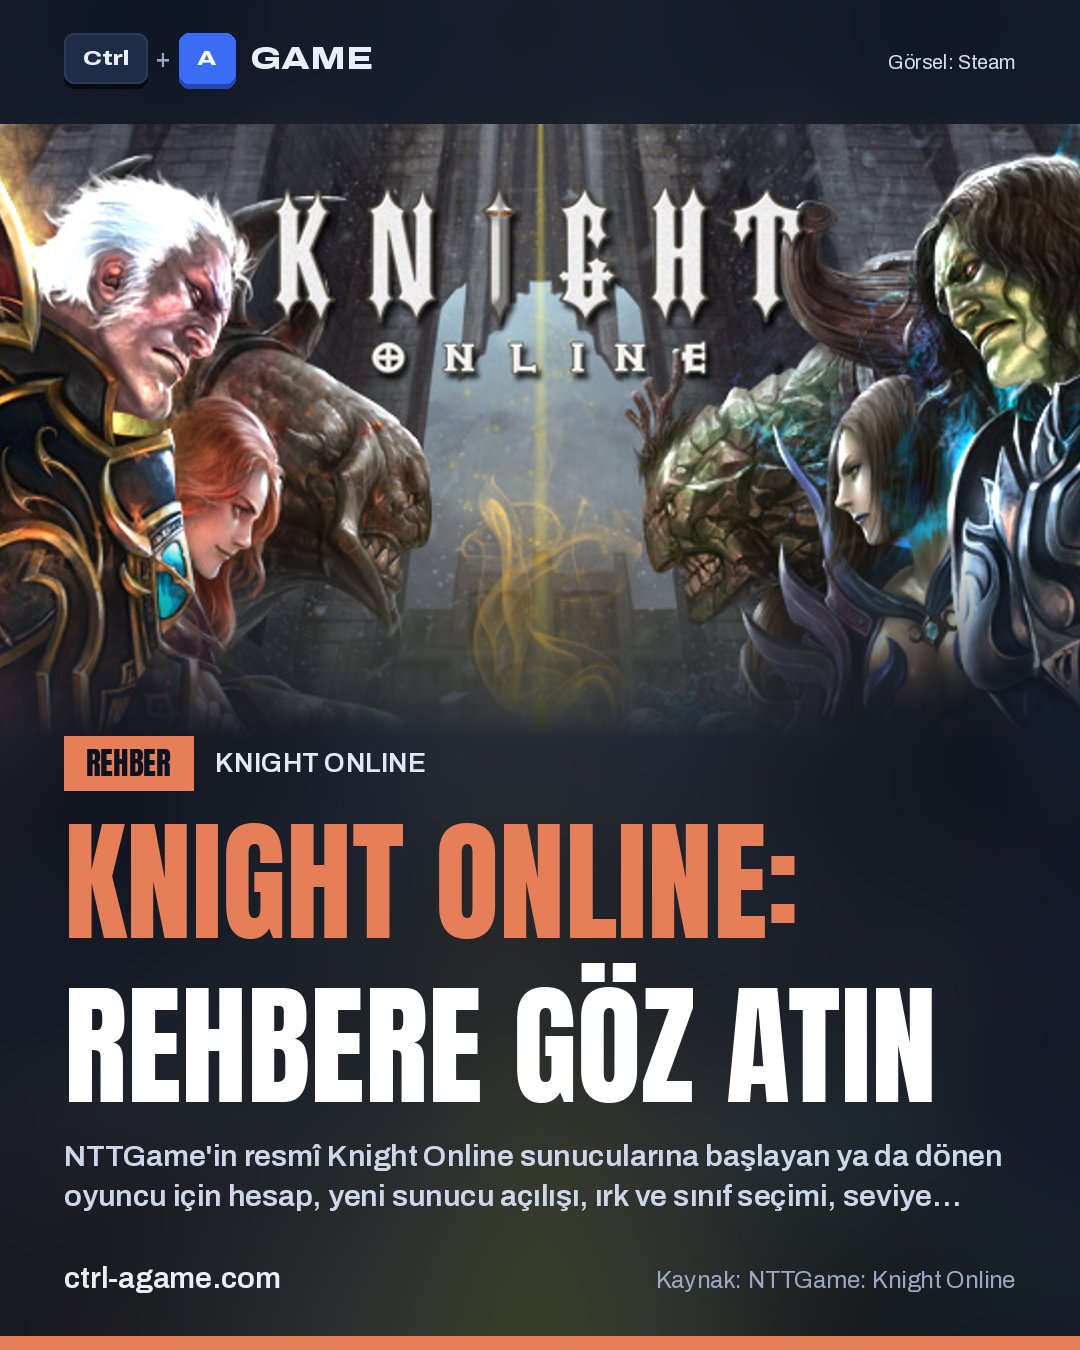 Ctrl + A GAME
Görsel: Steam
KNIGHT
ONLINE
REHBER KNIGHT ONLINE
KNIGHT ONLINE:
REHBERE GÖZ ATIN
NTTGame'in resmî Knight Online sunucularına başlayan ya da dönen
oyuncu için hesap, yeni sunucu açılışı, ırk ve sınıf seçimi, seviye...
ctrl-agame.com
Kaynak: NTTGame: Knight Online